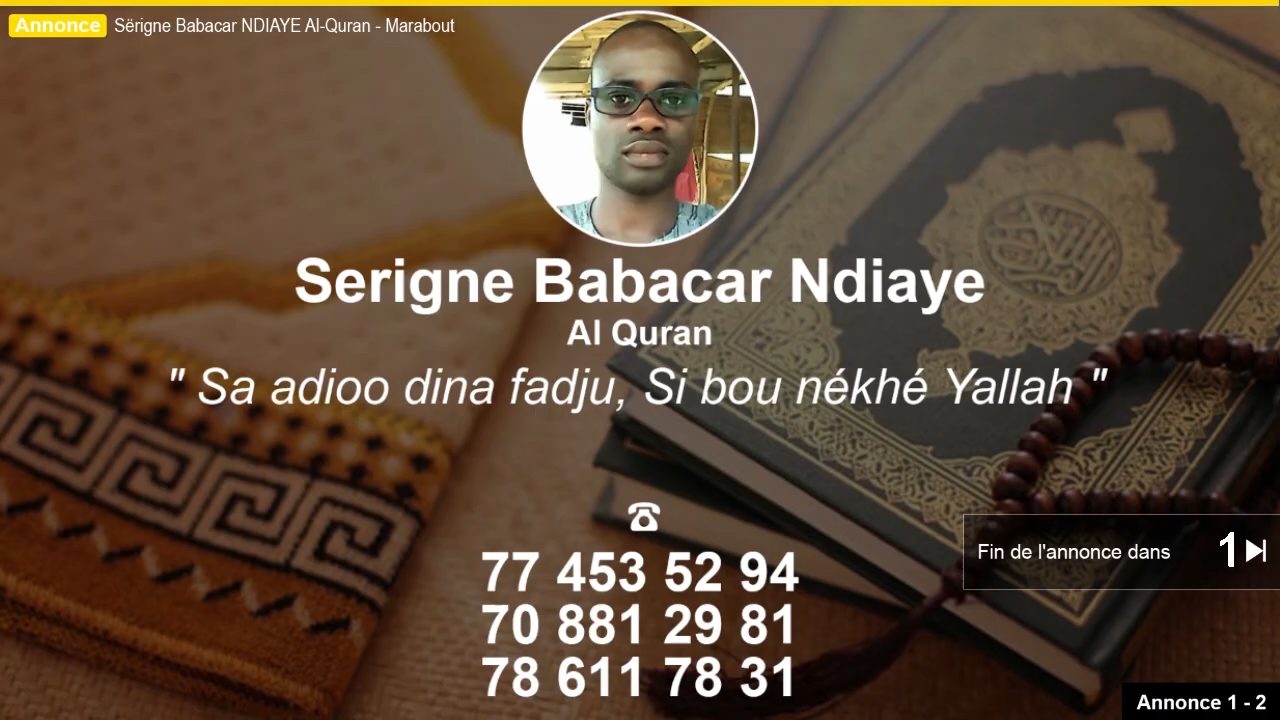 Annonce Sërigne Babacar NDIAYE Al-Quran - Marabout
Serigne Babacar Ndiaye
Al Quran
" Sa adioo dina fadju, Si bou nékhé Yallah "
77 453 52 94
70 881 29 81
78 611 78 31
Fin de l'annonce dans 1
Annonce 1 - 2